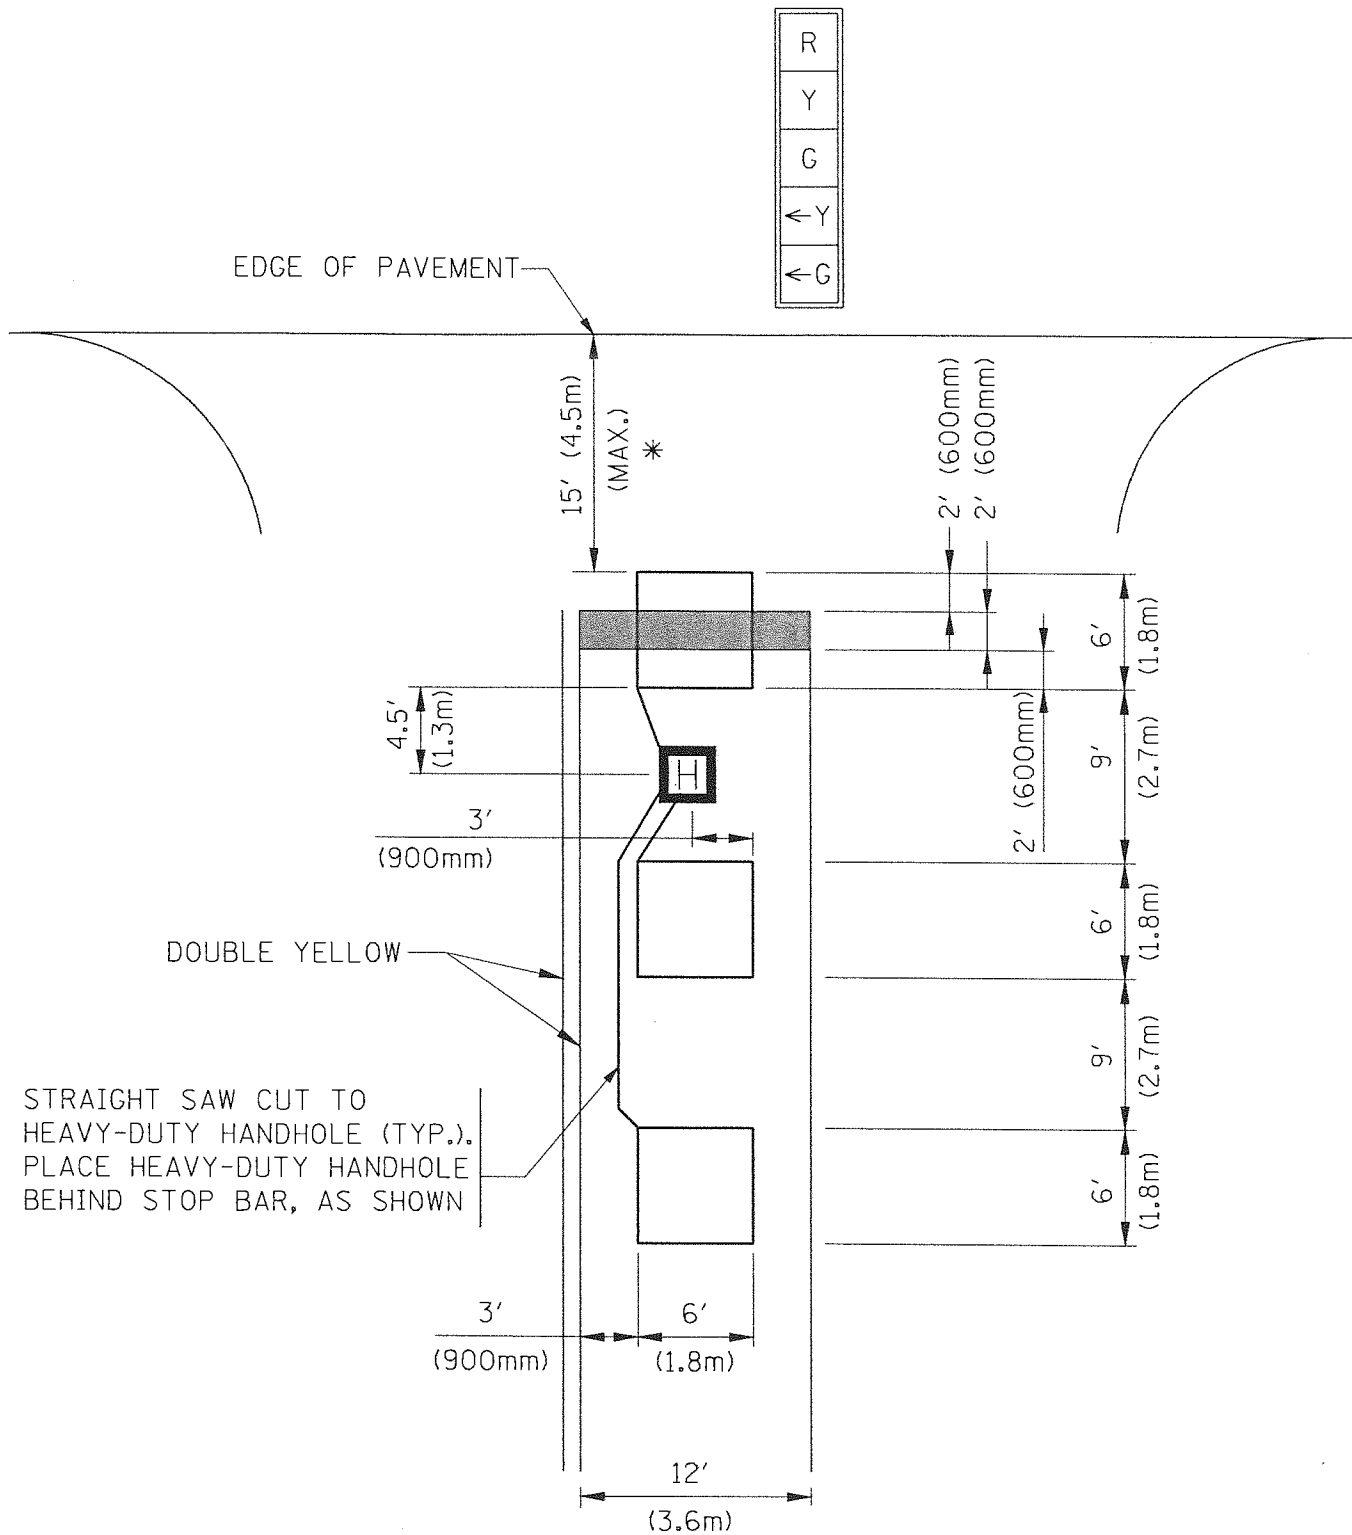 R
Y
G
←Y
←G
EDGE OF PAVEMENT
15' (4.5m)
(MAX.)
*
2' (600mm)
2' (600mm)
6'
(1.8m)
4.5'
(1.3m)
H
2' (600mm)
9'
(2.7m)
3'
(900mm)
6'
(1.8m)
DOUBLE YELLOW
9'
(2.7m)
STRAIGHT SAW CUT TO
HEAVY-DUTY HANDHOLE (TYP.).
PLACE HEAVY-DUTY HANDHOLE
BEHIND STOP BAR, AS SHOWN
6'
(1.8m)
3'
(900mm)
6'
(1.8m)
12'
(3.6m)